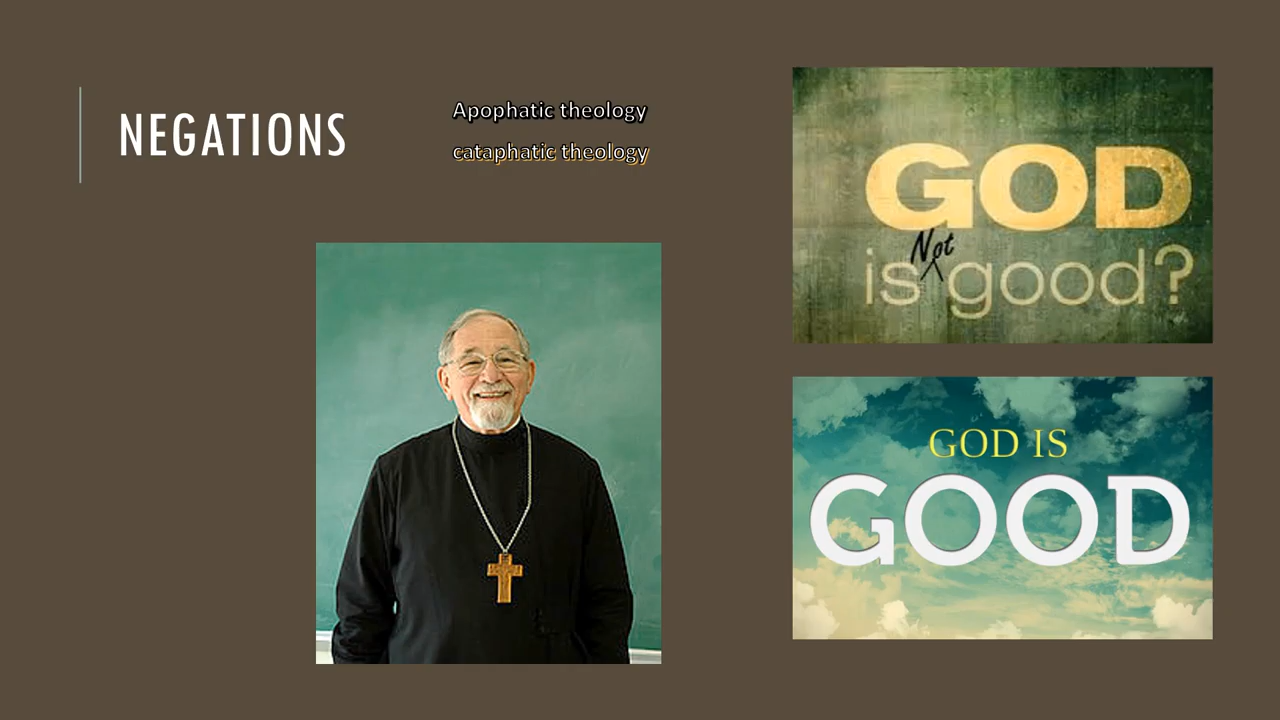 NEGATIONS
Apophatic theology
cataphatic theology
GOD
Not
is good?
GOD IS
GOOD